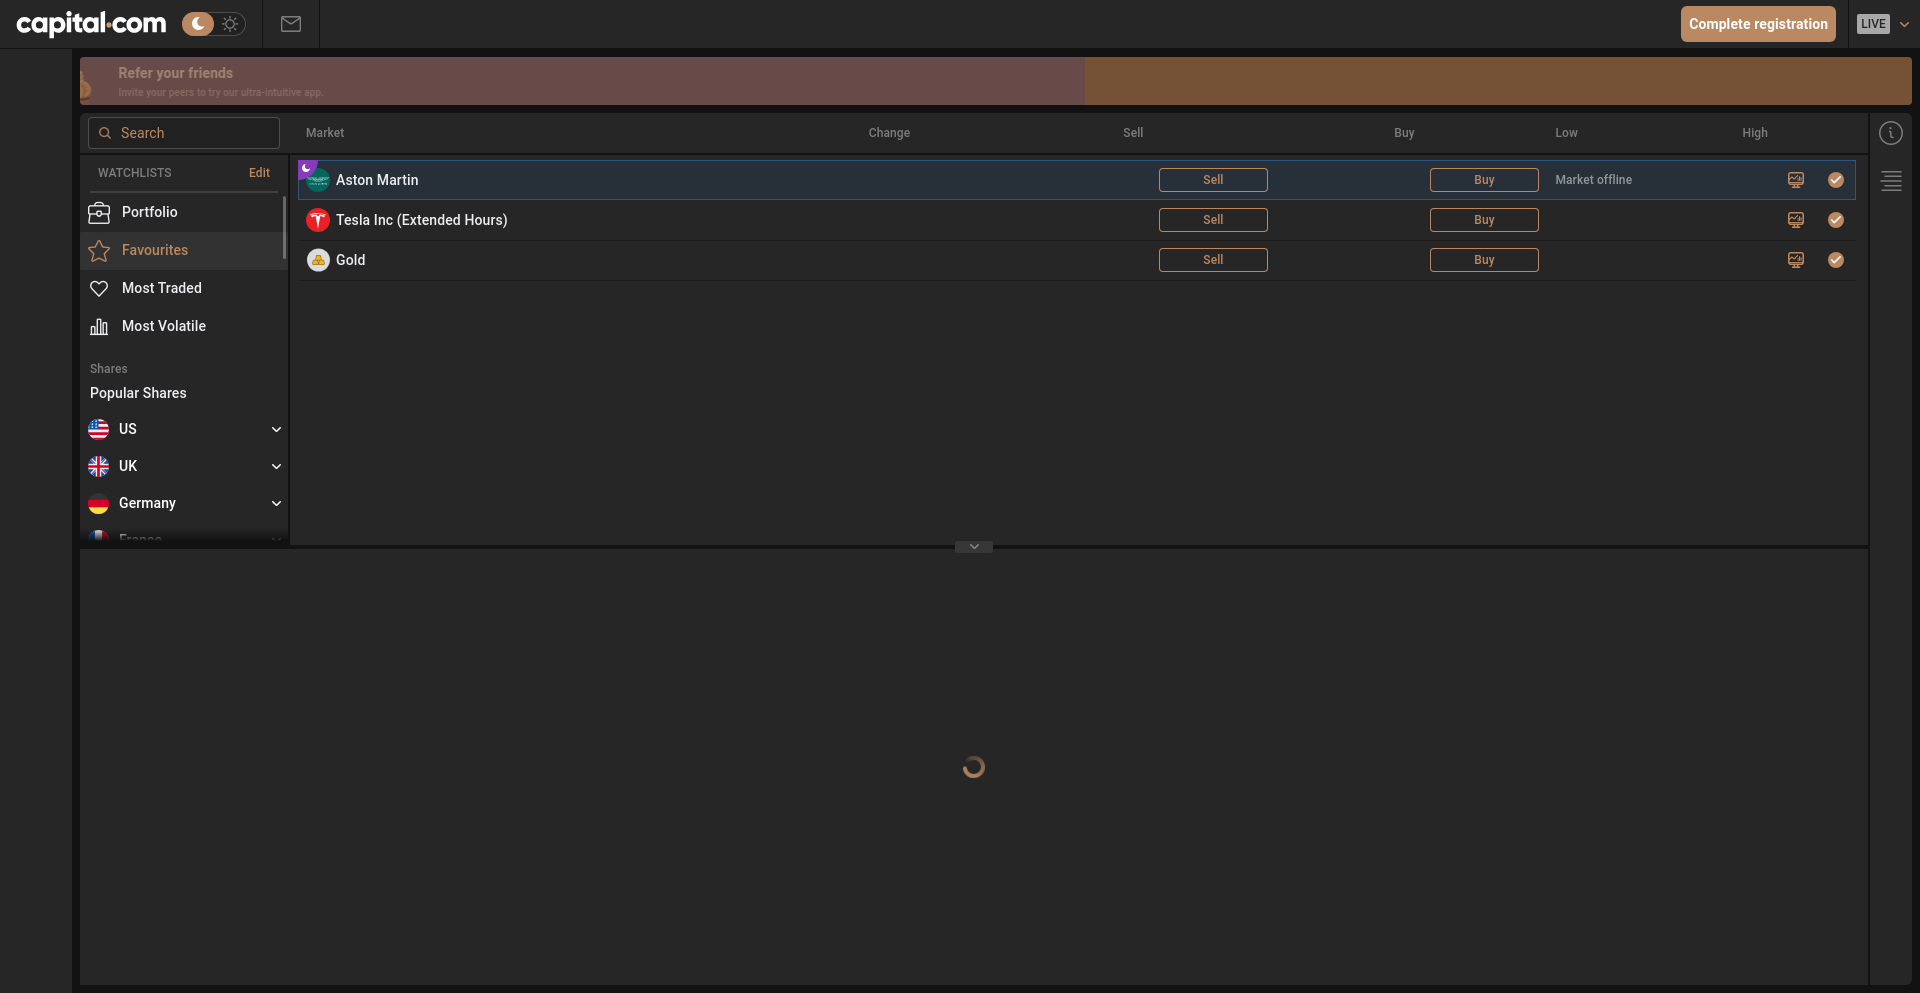 capital.com
Complete registration
LIVE
Refer your friends
Invite your peers to try our ultra-intuitive app.
Search
Market Change Sell Buy Low High
WATCHLISTS Edit
Aston Martin Sell Buy Market offline
Portfolio
Tesla Inc (Extended Hours) Sell Buy
Favourites
Gold Sell Buy
Most Traded
Most Volatile
Shares
Popular Shares
US
UK
Germany
France